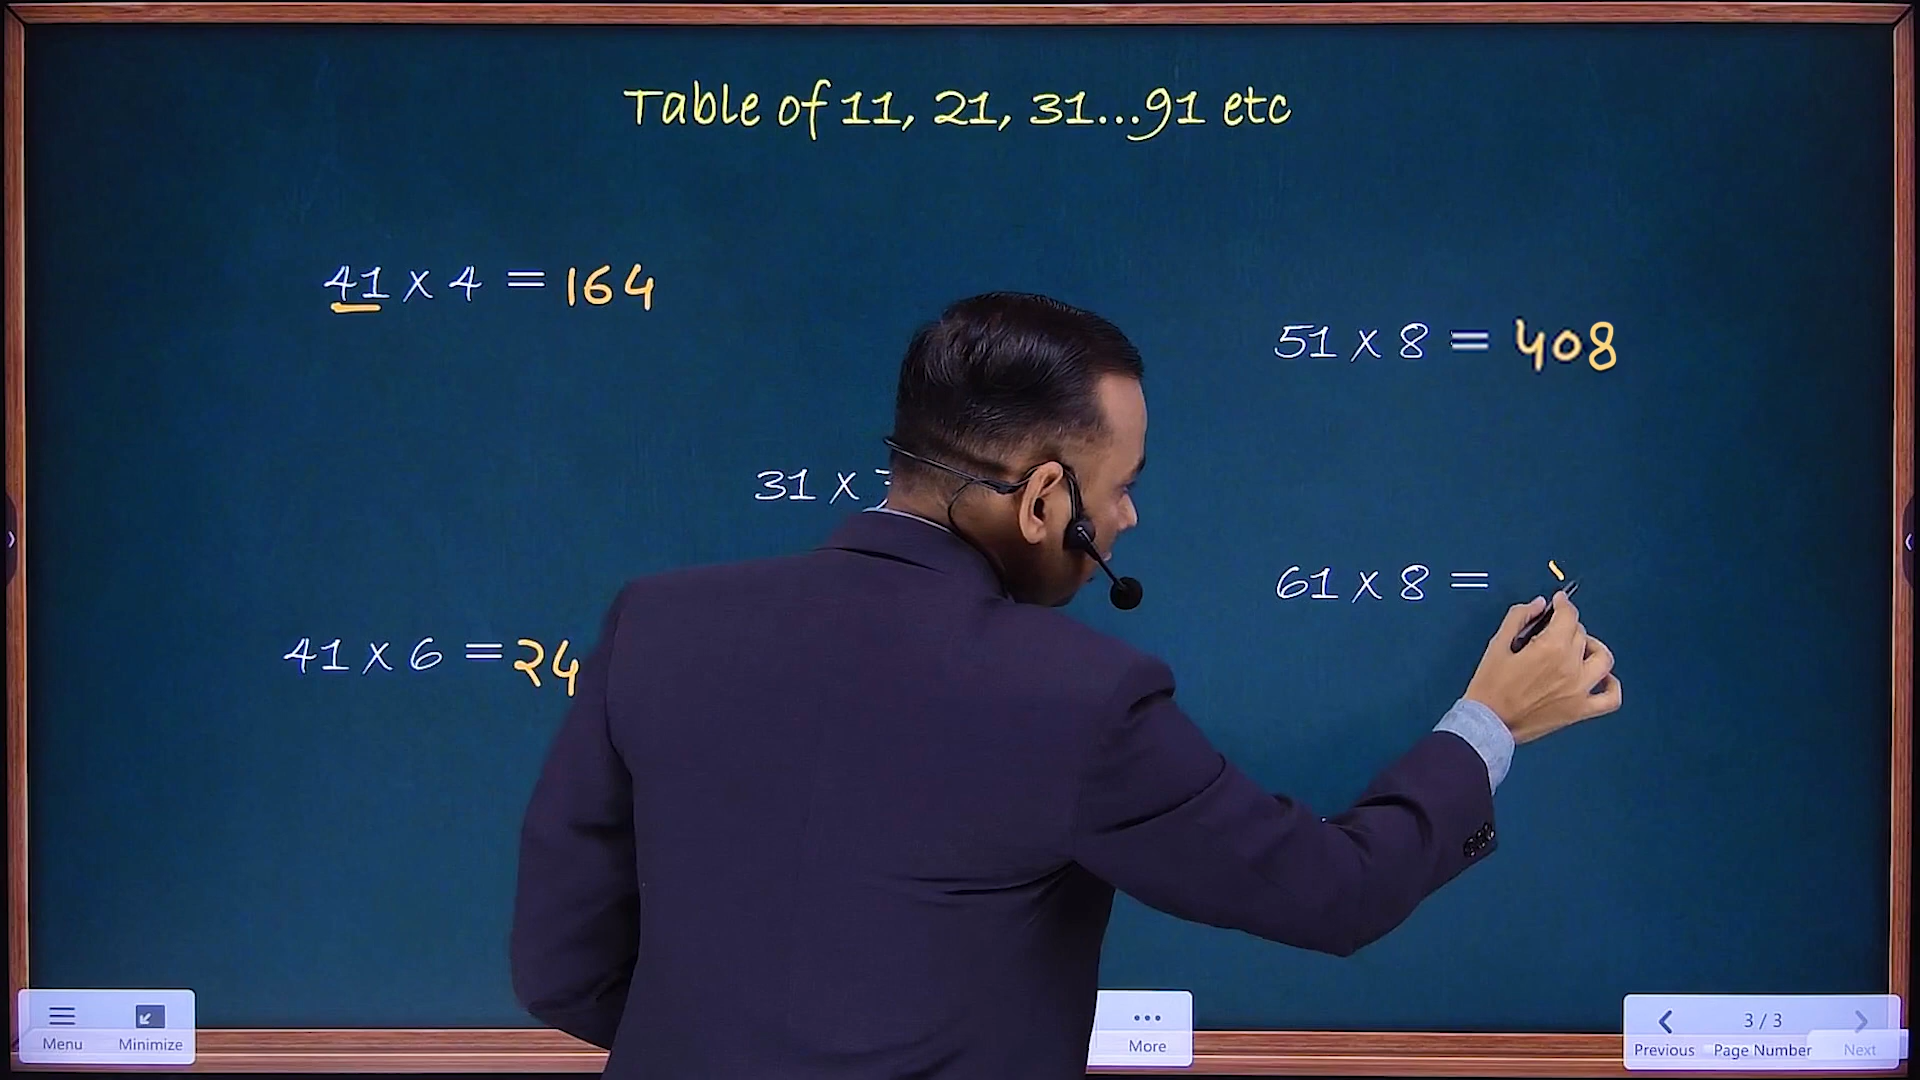 Table of 11, 21, 31...91 etc
41 x 4 = 164
51 x 8 = 408
31 x
61 x 8 =
41 x 6 = 24
Menu
Minimize
More
3 / 3
Previous
Page Number
Next